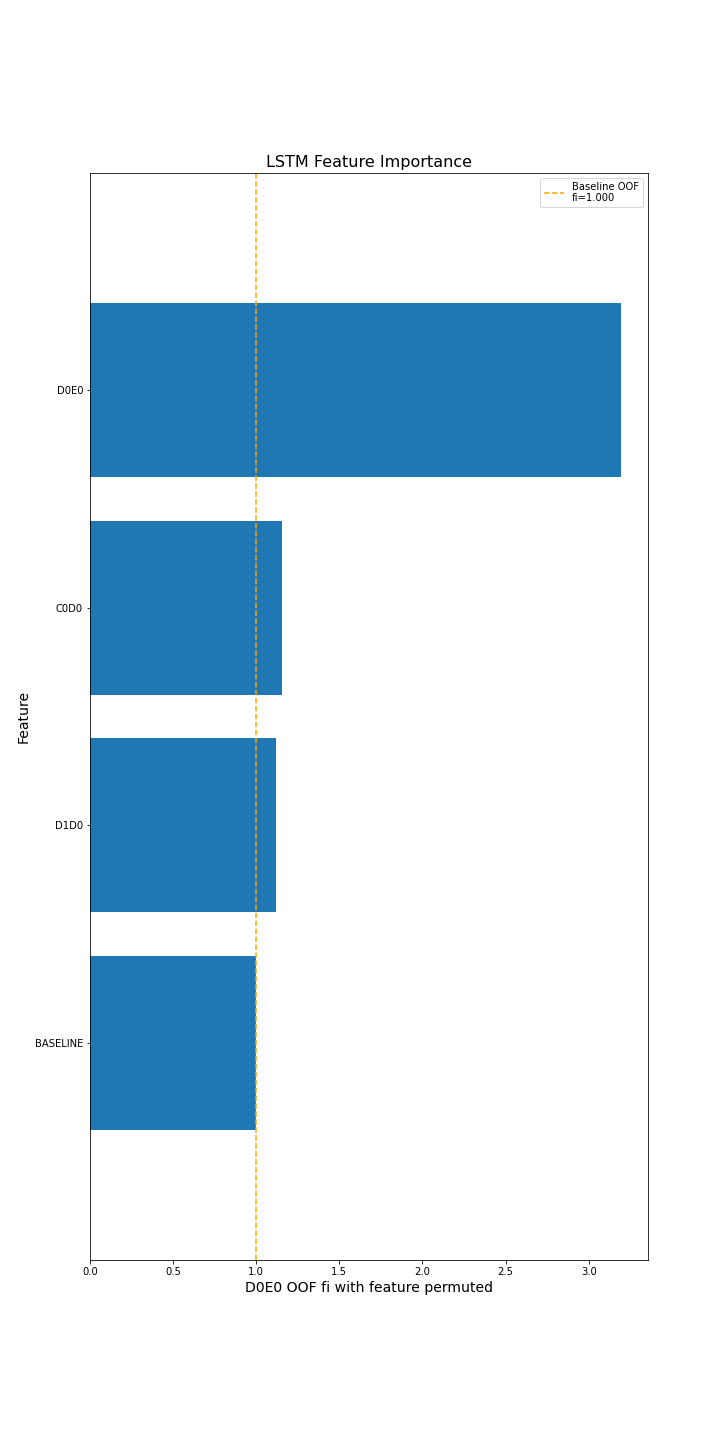 LSTM Feature Importance
Baseline OOF
fi=1.000
D0E0
C0D0
D1D0
BASELINE
Feature
0.0 0.5 1.0 1.5 2.0 2.5 3.0
D0E0 OOF fi with feature permuted